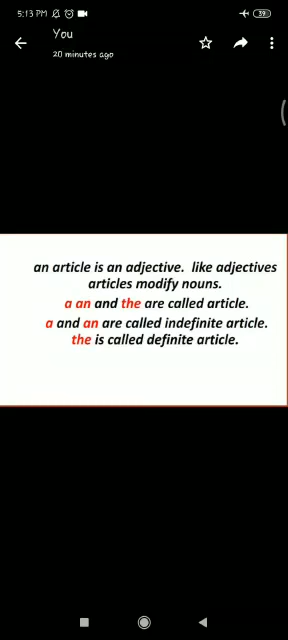 5:13 PM
39
You
20 minutes ago
an article is an adjective. like adjectives
articles modify nouns.
a an and the are called article.
a and an are called indefinite article.
the is called definite article.